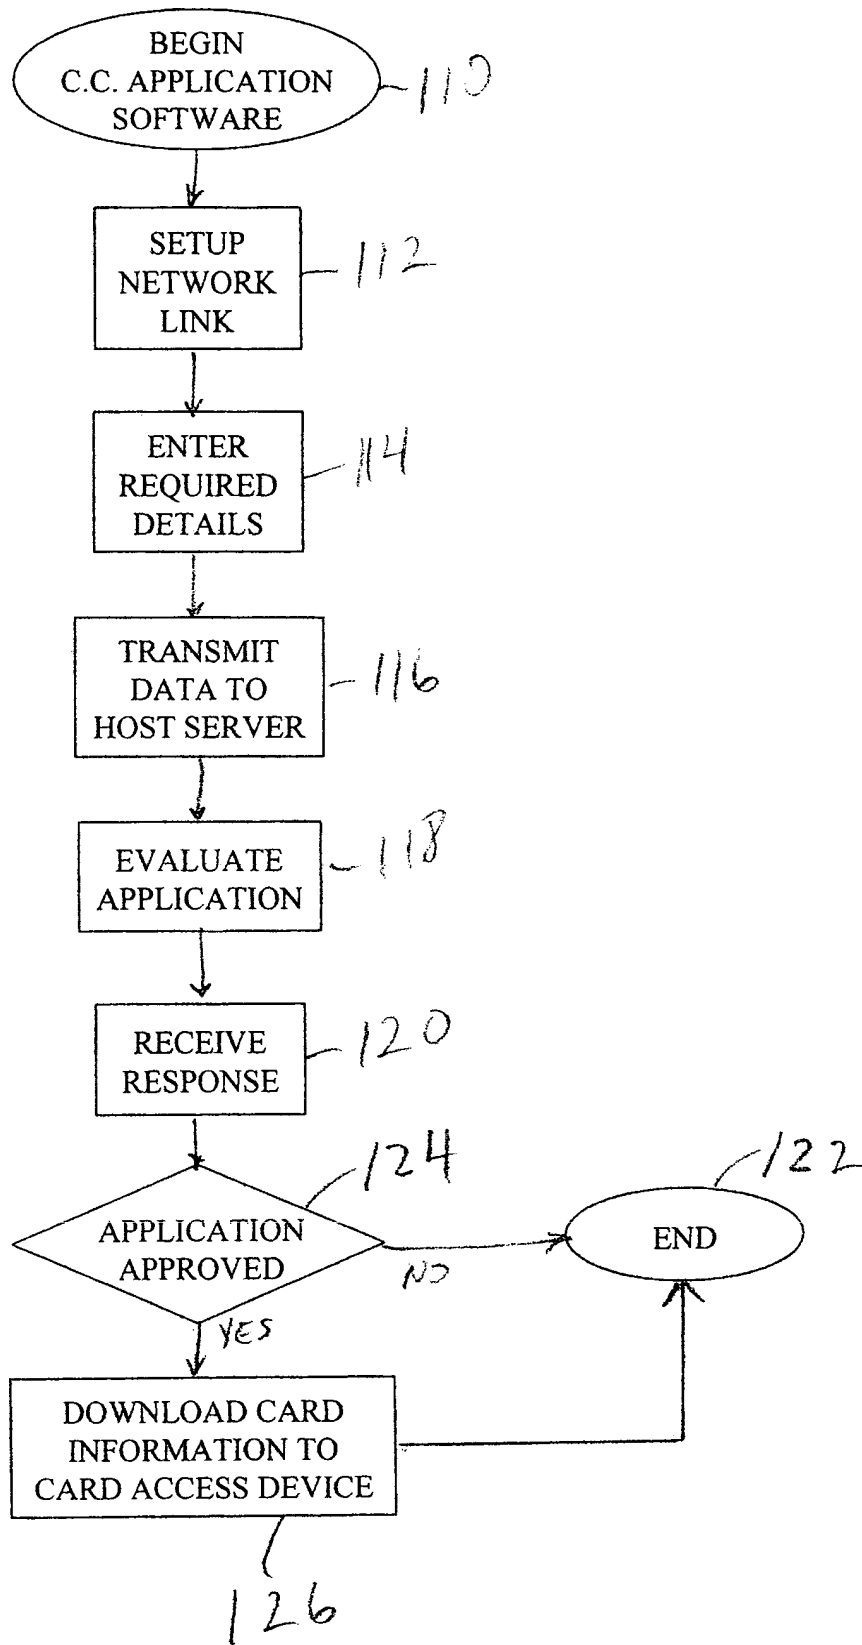 BEGIN
C.C. APPLICATION
SOFTWARE
110
SETUP
NETWORK
LINK
112
ENTER
REQUIRED
DETAILS
114
TRANSMIT
DATA TO
HOST SERVER
116
EVALUATE
APPLICATION
118
RECEIVE
RESPONSE
120
124
APPLICATION
APPROVED
NO
122
END
YES
DOWNLOAD CARD
INFORMATION TO
CARD ACCESS DEVICE
126